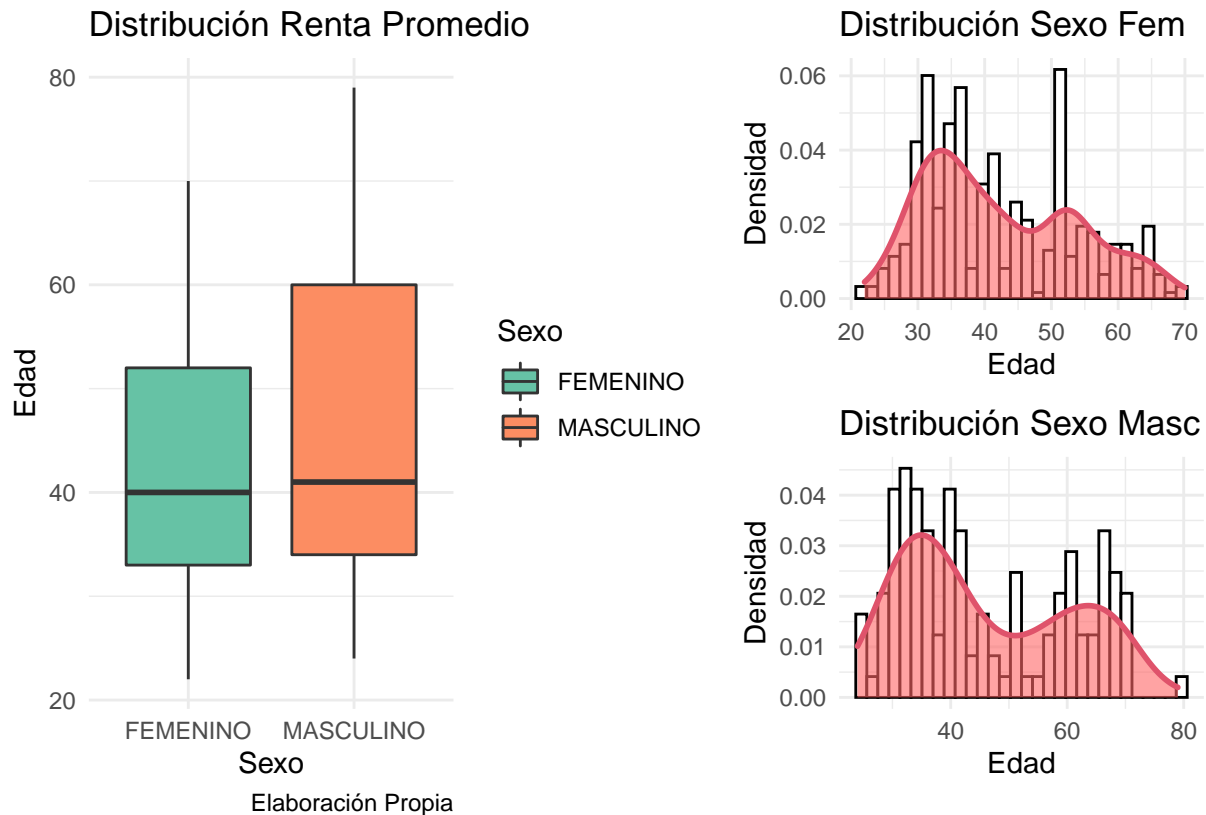 Distribución Renta Promedio
Edad
80
60
40
20
FEMENINO MASCULINO
Sexo
Elaboración Propia
Sexo
FEMENINO
MASCULINO
Distribución Sexo Fem
Densidad
0.06
0.04
0.02
0.00
20 30 40 50 60 70
Edad
Distribución Sexo Masc
Densidad
0.04
0.03
0.02
0.01
0.00
40 60 80
Edad